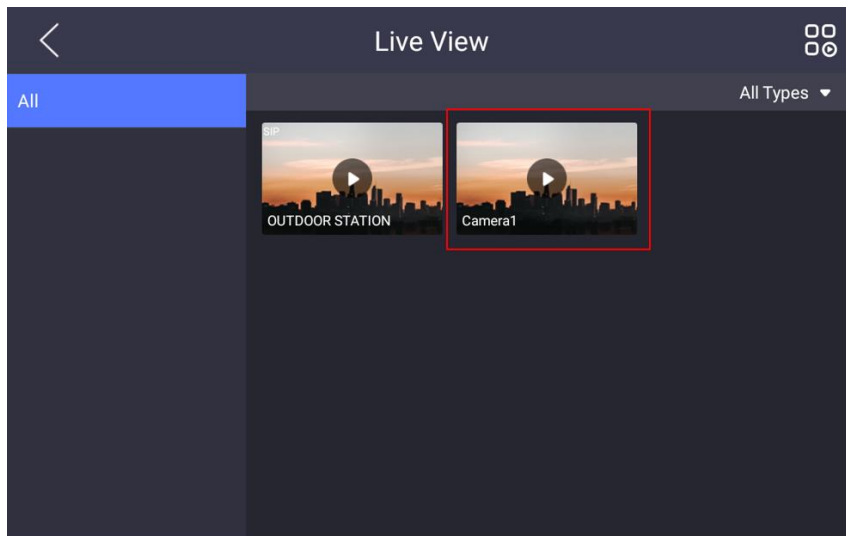 Live View
All
All Types
SIP
OUTDOOR STATION
Camera1